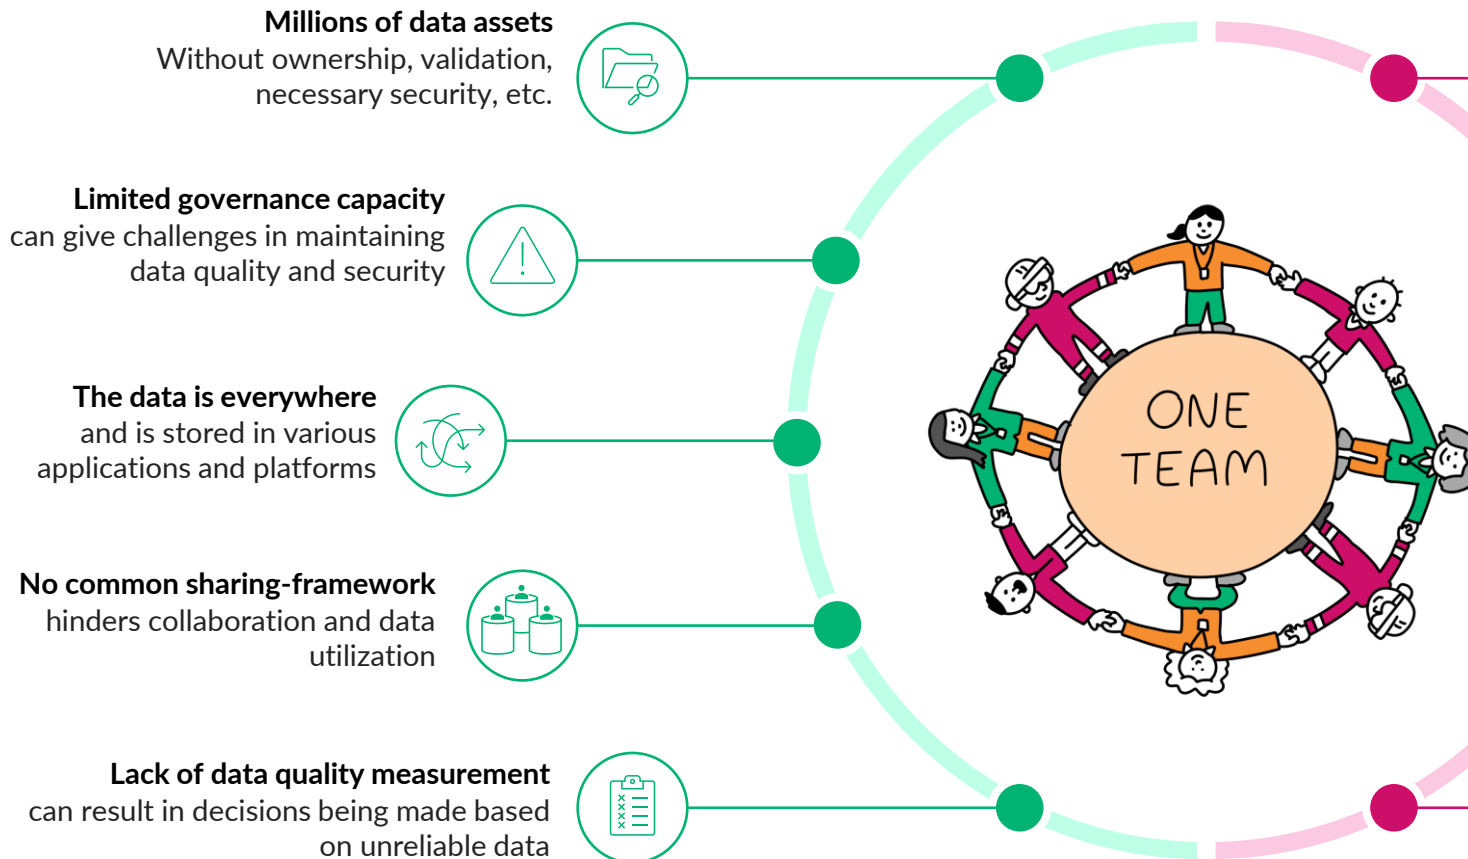 Millions of data assets
Without ownership, validation,
necessary security, etc.
Limited governance capacity
can give challenges in maintaining
data quality and security
The data is everywhere
and is stored in various
applications and platforms
No common sharing-framework
hinders collaboration and data
utilization
Lack of data quality measurement
can result in decisions being made based
on unreliable data
ONE
TEAM